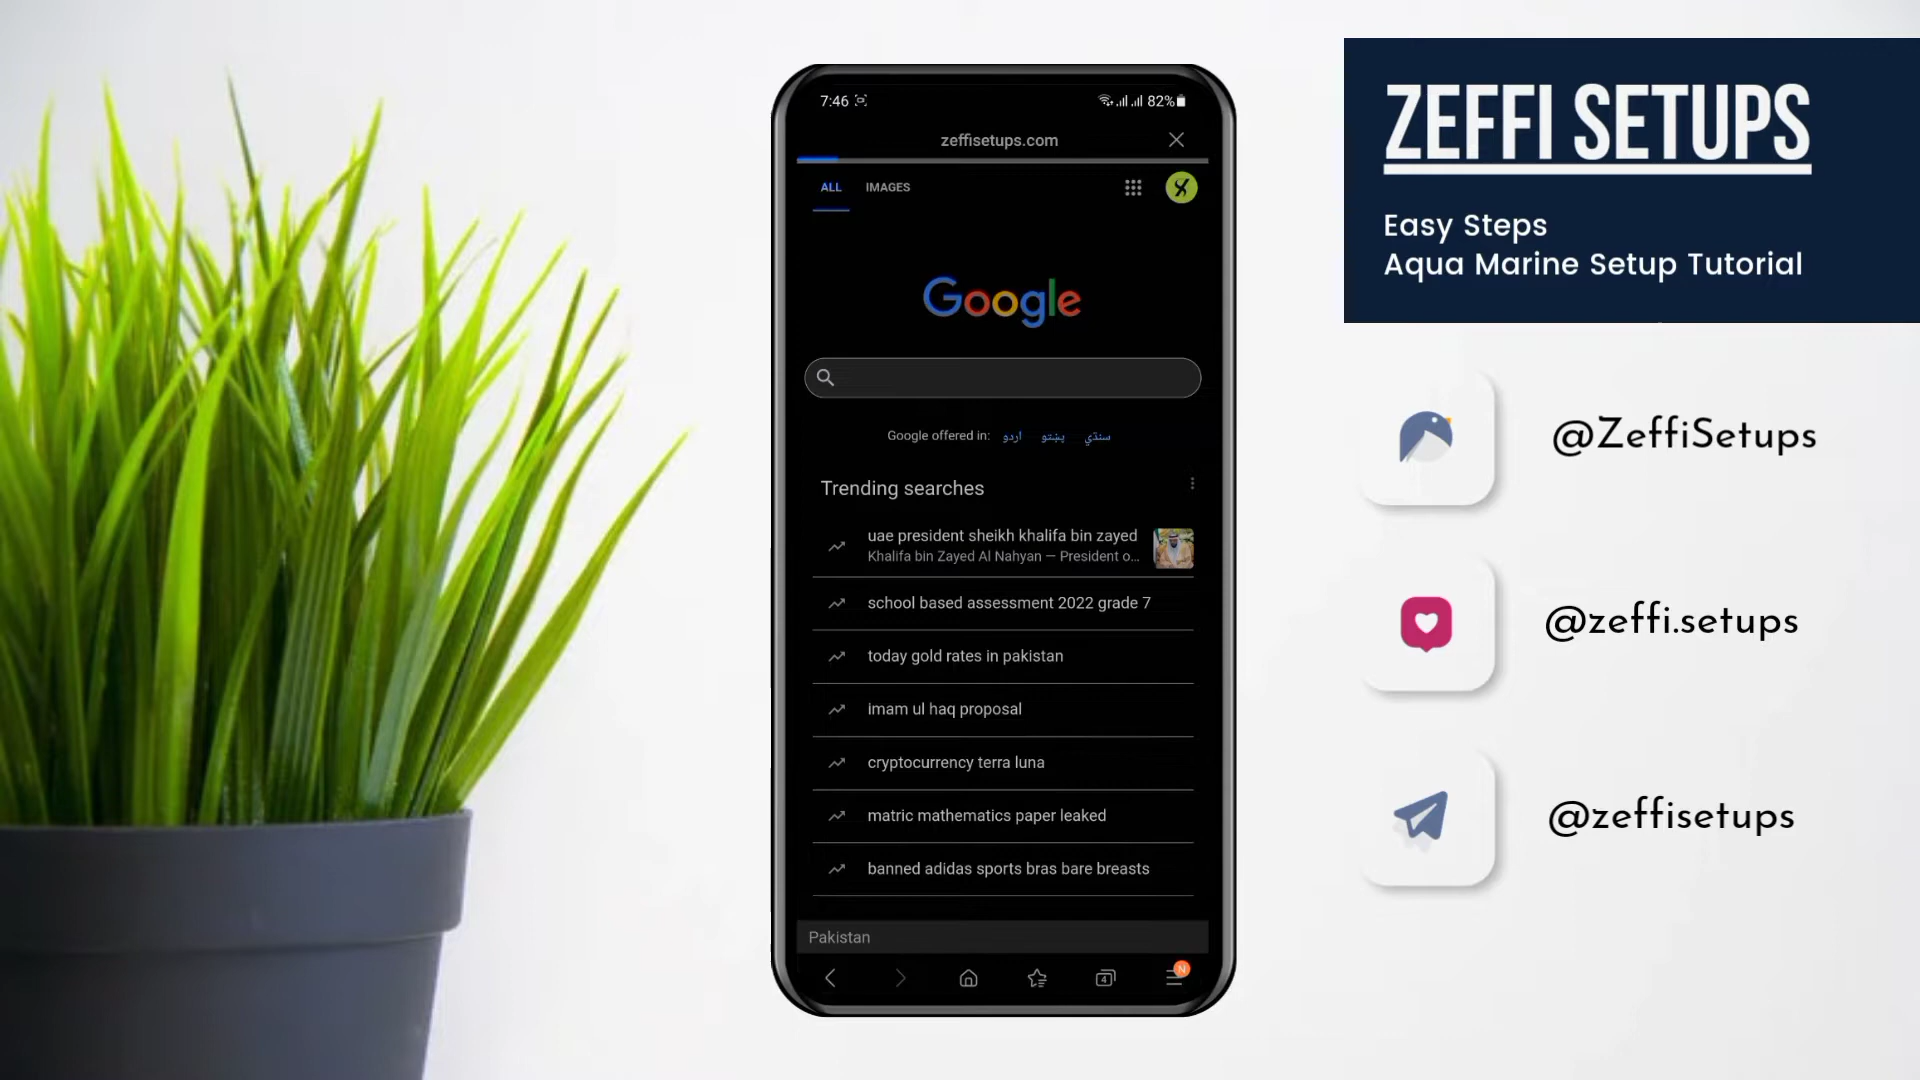 7:46 82%
zeffisetups.com
ALL IMAGES
Google
Google offered in: اردو پښتو سنڌي
Trending searches
uae president sheikh khalifa bin zayed
Khalifa bin Zayed Al Nahyan — President o...
school based assessment 2022 grade 7
today gold rates in pakistan
imam ul haq proposal
cryptocurrency terra luna
matric mathematics paper leaked
banned adidas sports bras bare breasts
Pakistan
4
N
ZEFFI SETUPS
Easy Steps
Aqua Marine Setup Tutorial
@ZeffiSetups
@zeffi.setups
@zeffisetups